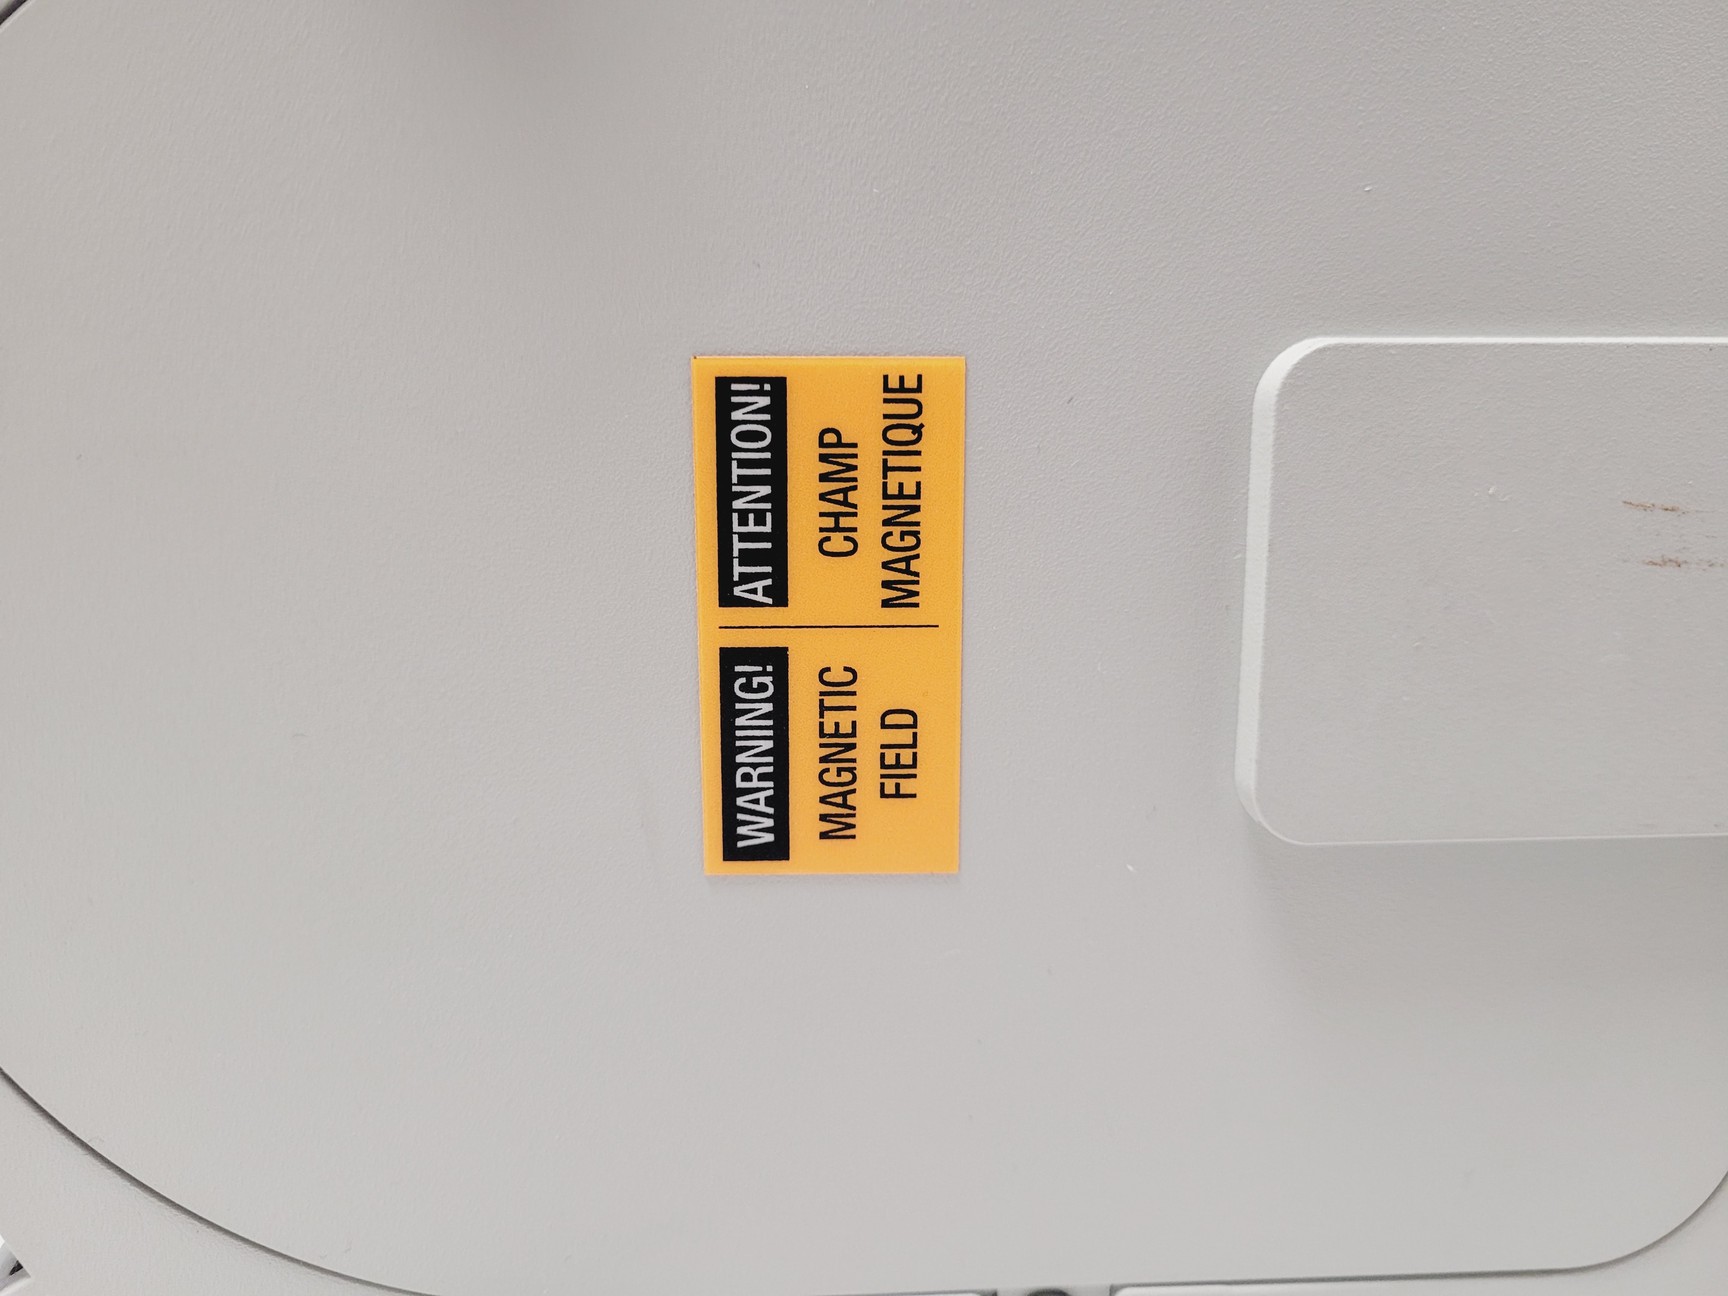 WARNING!
MAGNETIC
FIELD
ATTENTION!
CHAMP
MAGNETIQUE